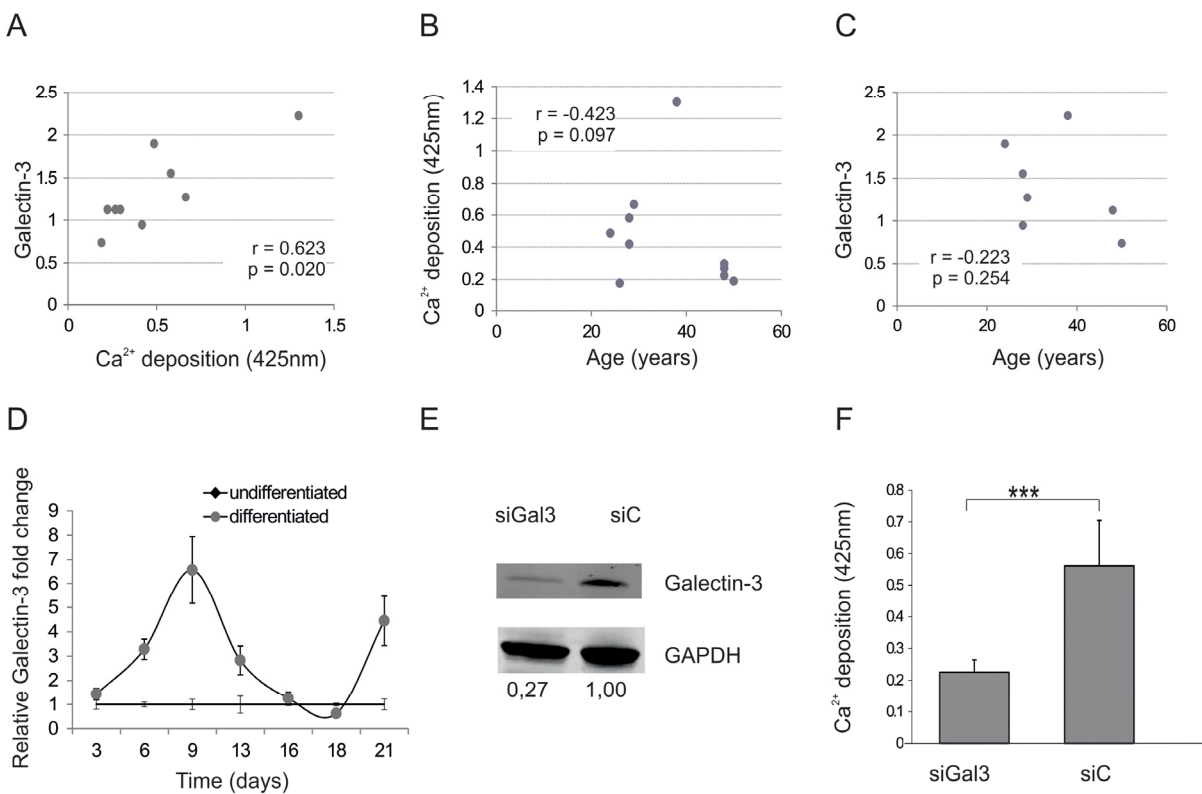 A
B
C
2.5
2
1.5
1
0.5
0
Galectin-3
r = 0.623
p = 0.020
0
0.5
1
1.5
Ca2+ deposition (425nm)
1.4
1.2
1
0.8
0.6
0.4
0.2
0
Ca2+ deposition (425nm)
r = -0.423
p = 0.097
0
20
40
60
Age (years)
2.5
2
1.5
1
0.5
0
Galectin-3
r = -0.223
p = 0.254
0
20
40
60
Age (years)
D
E
F
undifferentiated
differentiated
9
8
7
6
5
4
3
2
1
0
Relative Galectin-3 fold change
3
6
9
13
16
18
21
Time (days)
siGal3
siC
Galectin-3
GAPDH
0,27
1,00
0.8
0.7
0.6
0.5
0.4
0.3
0.2
0.1
0
Ca2+ deposition (425nm)
***
siGal3
siC